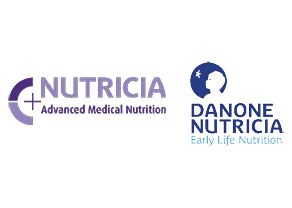 NUTRICIA
Advanced Medical Nutrition
DANONE
NUTRICIA
Early Life Nutrition